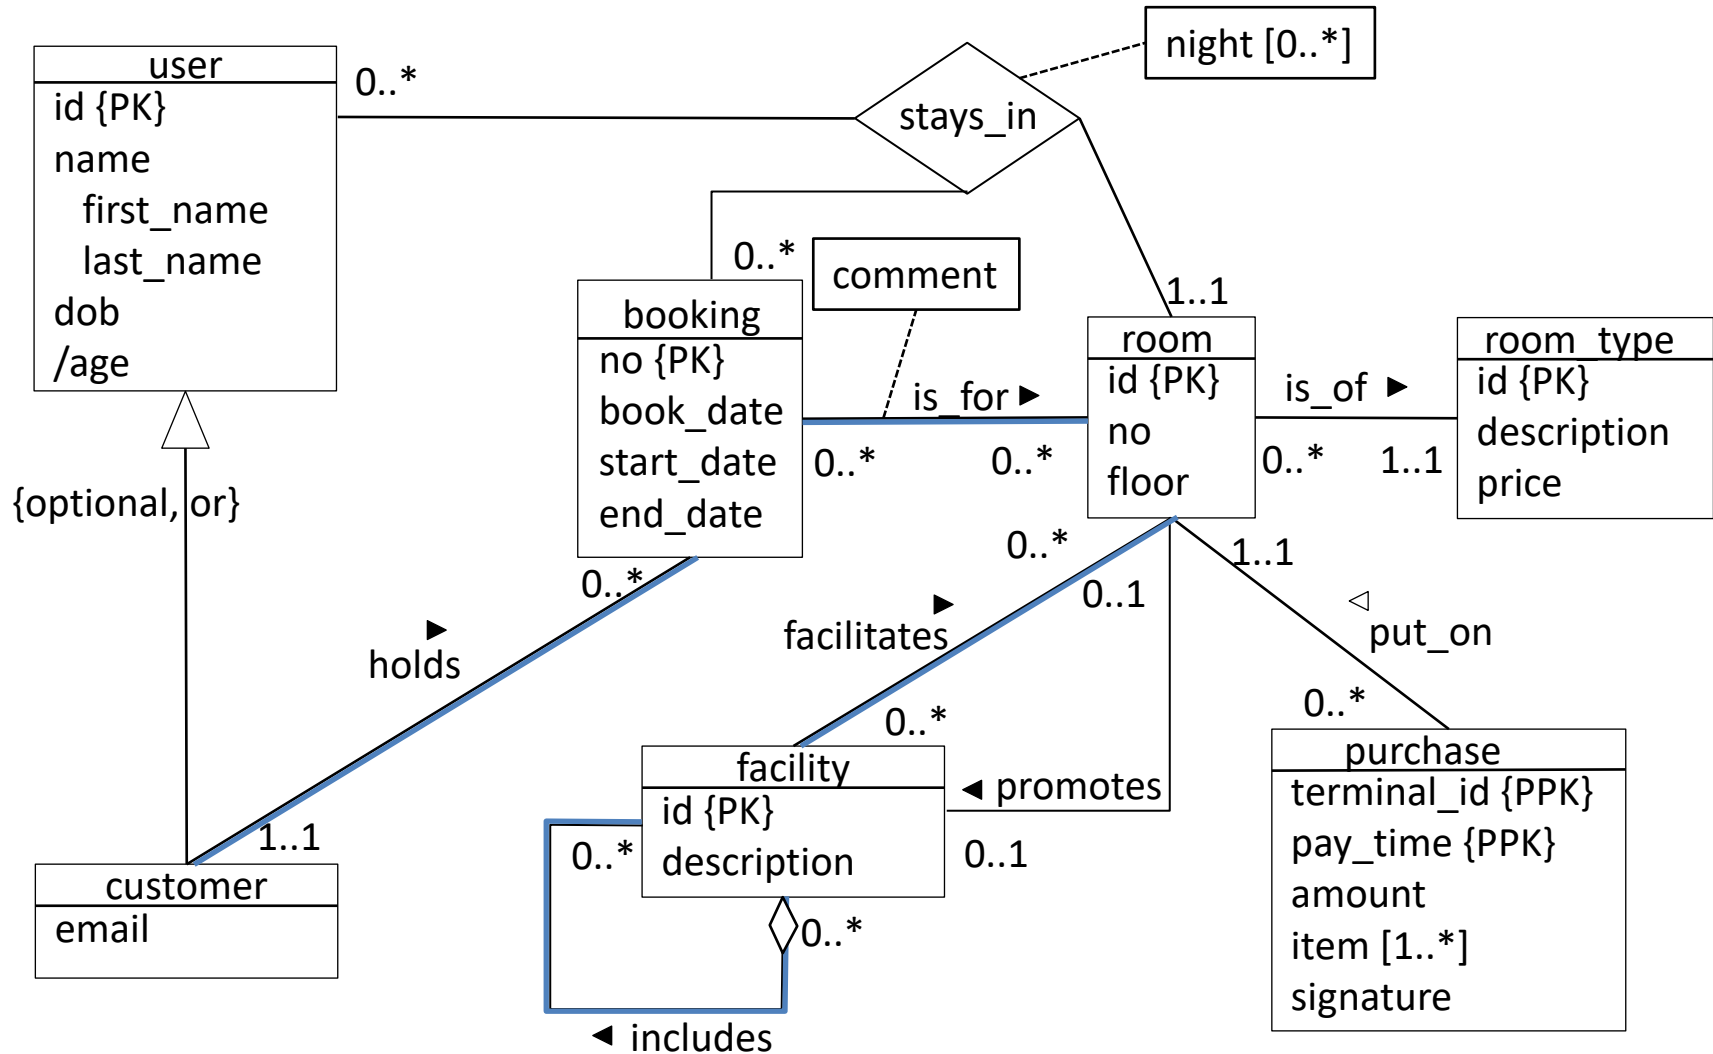 night [0..*]
user
id {PK}
name
first_name
last_name
dob
/age
0..*
stays_in
0..*
comment
1..1
booking
no {PK}
book_date
start_date
end_date
is_for ►
0..*
0..*
room
id {PK}
no
floor
is_of ►
0..*
1..1
room_type
id {PK}
description
price
{optional, or}
0..*
►
holds
1..1
0..*
►
facilitates
0..*
0..1
◄ promotes
0..1
1..1
◁
put_on
0..*
customer
email
facility
id {PK}
description
0..*
0..*
◄ includes
purchase
terminal_id {PPK}
pay_time {PPK}
amount
item [1..*]
signature